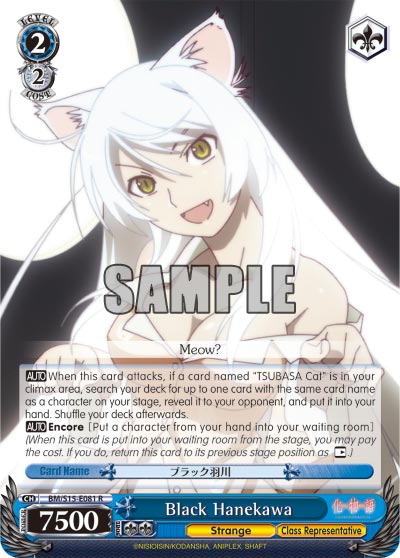 LEVEL
2
2
COST
SAMPLE
Meow?
AUTO When this card attacks, if a card named "TSUBASA Cat" is in your
climax area, search your deck for up to one card with the same card name
as a character on your stage, reveal it to your opponent, and put it into your
hand. Shuffle your deck afterwards.
AUTO Encore [Put a character from your hand into your waiting room]
(When this card is put into your waiting room from the stage, you may pay
the cost. If you do, return this card to its previous stage position as .)
Card Name ブラック羽川
CH BM/S15-E081 R
POWER 7500 SOUL Black Hanekawa 化物語
Strange Class Representative
©NISIOISIN/KODANSHA, ANIPLEX, SHAFT